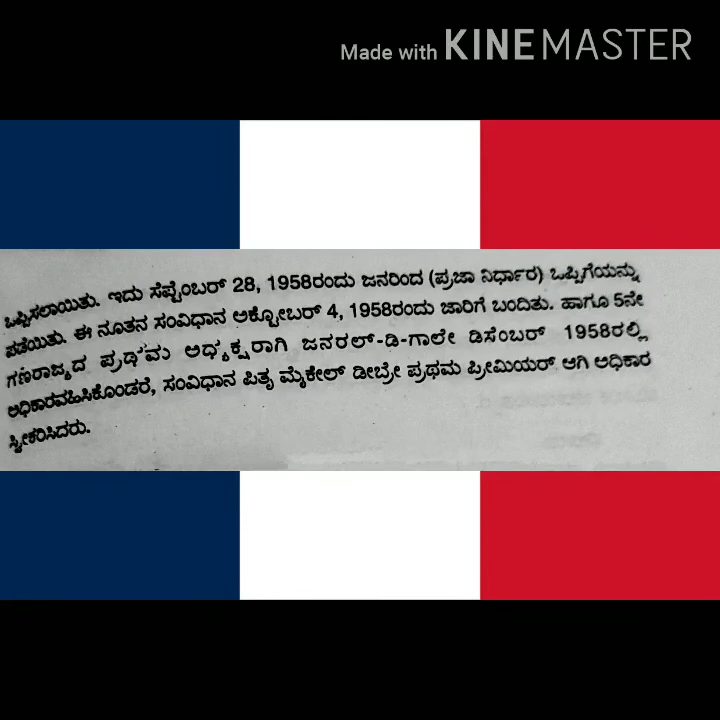 Made with KINEMASTER
ಒಪ್ಪಿಸಲಾಯಿತು. ಇದು ಸೆಪ್ಟೆಂಬರ್ 28, 1958ರಂದು ಜನರಿಂದ (ಪ್ರಜಾ ನಿರ್ಧಾರ) ಒಪ್ಪಿಗೆಯನ್ನು
ಪಡೆಯಿತು. ಈ ನೂತನ ಸಂವಿಧಾನ ಅಕ್ಟೋಬರ್ 4, 1958ರಂದು ಜಾರಿಗೆ ಬಂದಿತು. ಹಾಗೂ 5ನೇ
ಗಣರಾಜ್ಯದ ಪ್ರಥಮ ಅಧ್ಯಕ್ಷರಾಗಿ ಜನರಲ್-ಡಿ-ಗಾಲೇ ಡಿಸೆಂಬರ್ 1958ರಲ್ಲಿ
ಅಧಿಕಾರವಹಿಸಿಕೊಂಡರೆ, ಸಂವಿಧಾನ ಪಿತೃ ಮೈಕೇಲ್ ಡೀಬ್ರೇ ಪ್ರಥಮ ಪ್ರೀಮಿಯರ್ ಆಗಿ ಅಧಿಕಾರ
ಸ್ವೀಕರಿಸಿದರು.